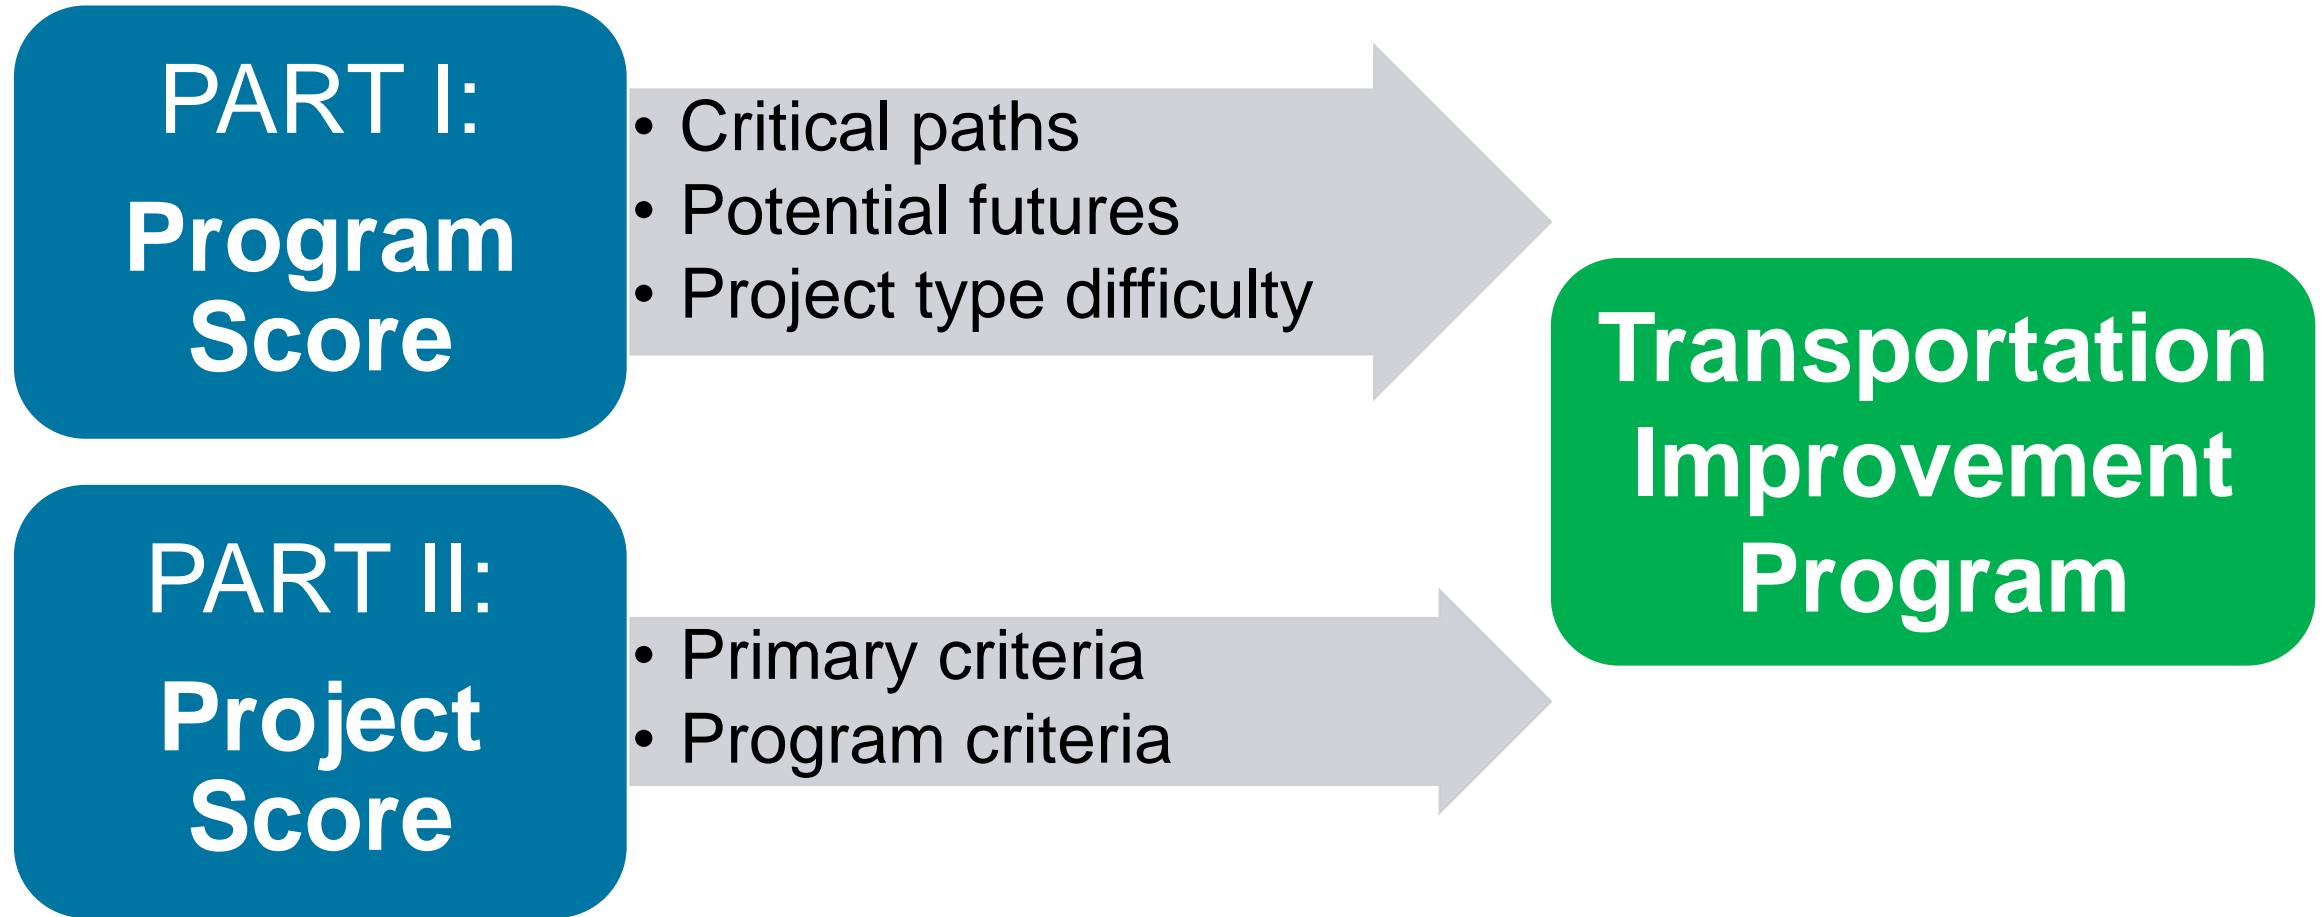 PART I:
Program
Score
• Critical paths
• Potential futures
• Project type difficulty
PART II:
Project
Score
• Primary criteria
• Program criteria
Transportation
Improvement
Program